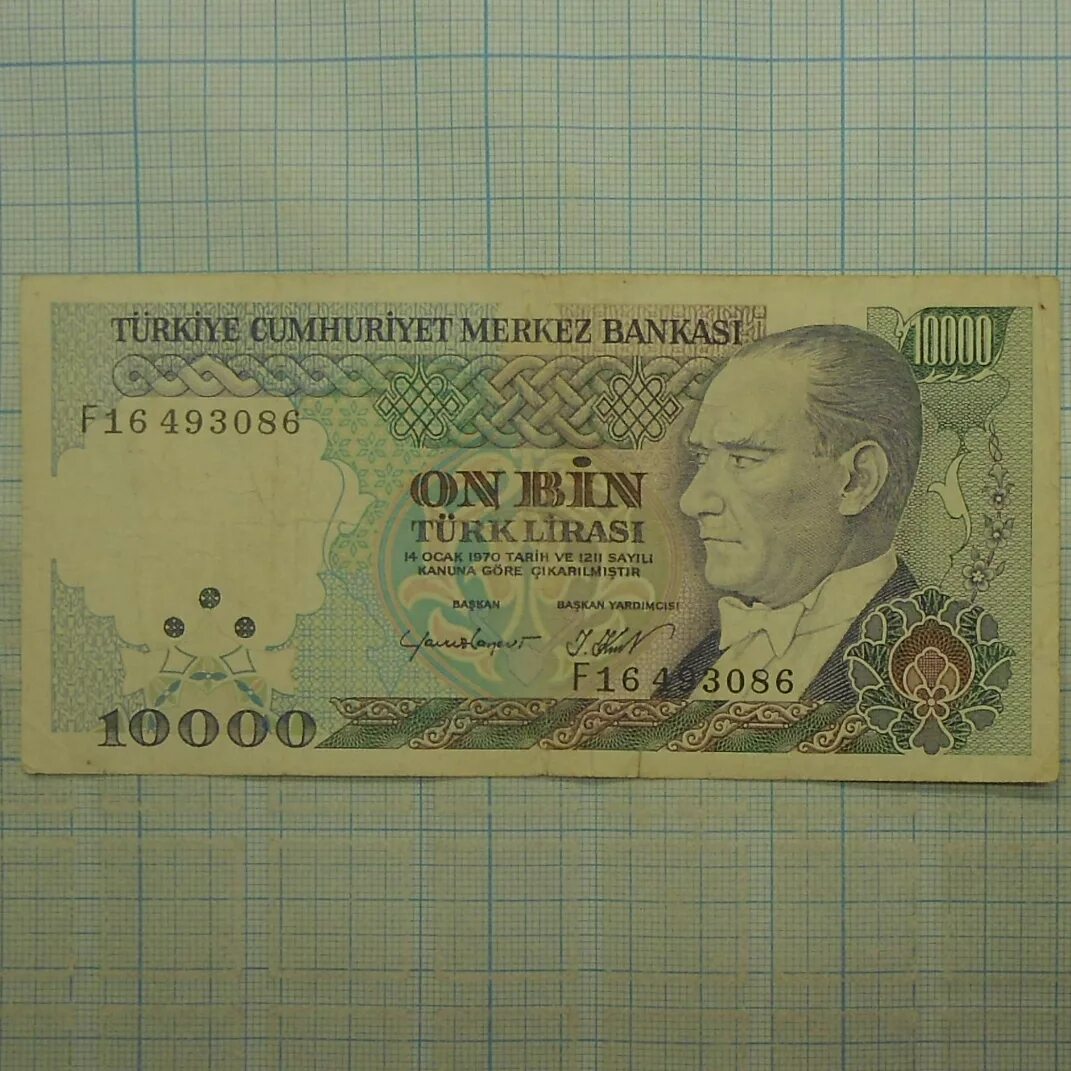 TÜRKİYE CUMHURİYET MERKEZ BANKASI
10000
F16 493086
ON BİN
TÜRK LİRASI
14 OCAK 1970 TARİH VE 1211 SAYILI
KANUNA GÖRE ÇIKARILMIŞTIR
BAŞKAN BAŞKAN YARDIMCISI
F16 493086
10000